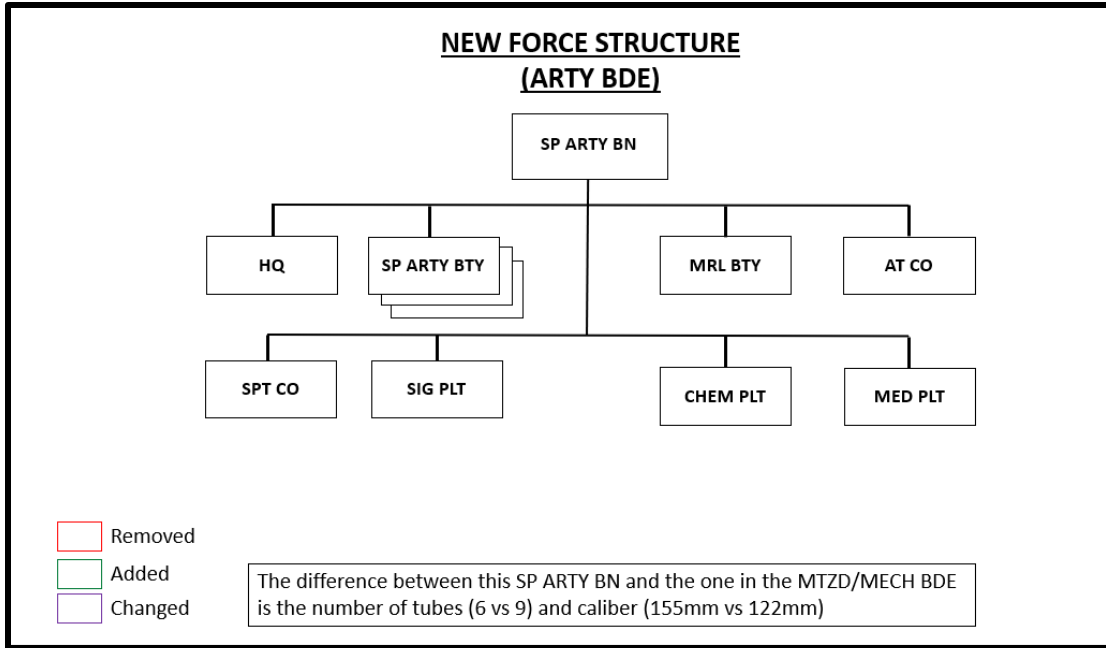 NEW FORCE STRUCTURE
(ARTY BDE)
SP ARTY BN
HQ
SP ARTY BTY
MRL BTY
AT CO
SPT CO
SIG PLT
CHEM PLT
MED PLT
Removed
Added
Changed
The difference between this SP ARTY BN and the one in the MTZD/MECH BDE
is the number of tubes (6 vs 9) and caliber (155mm vs 122mm)